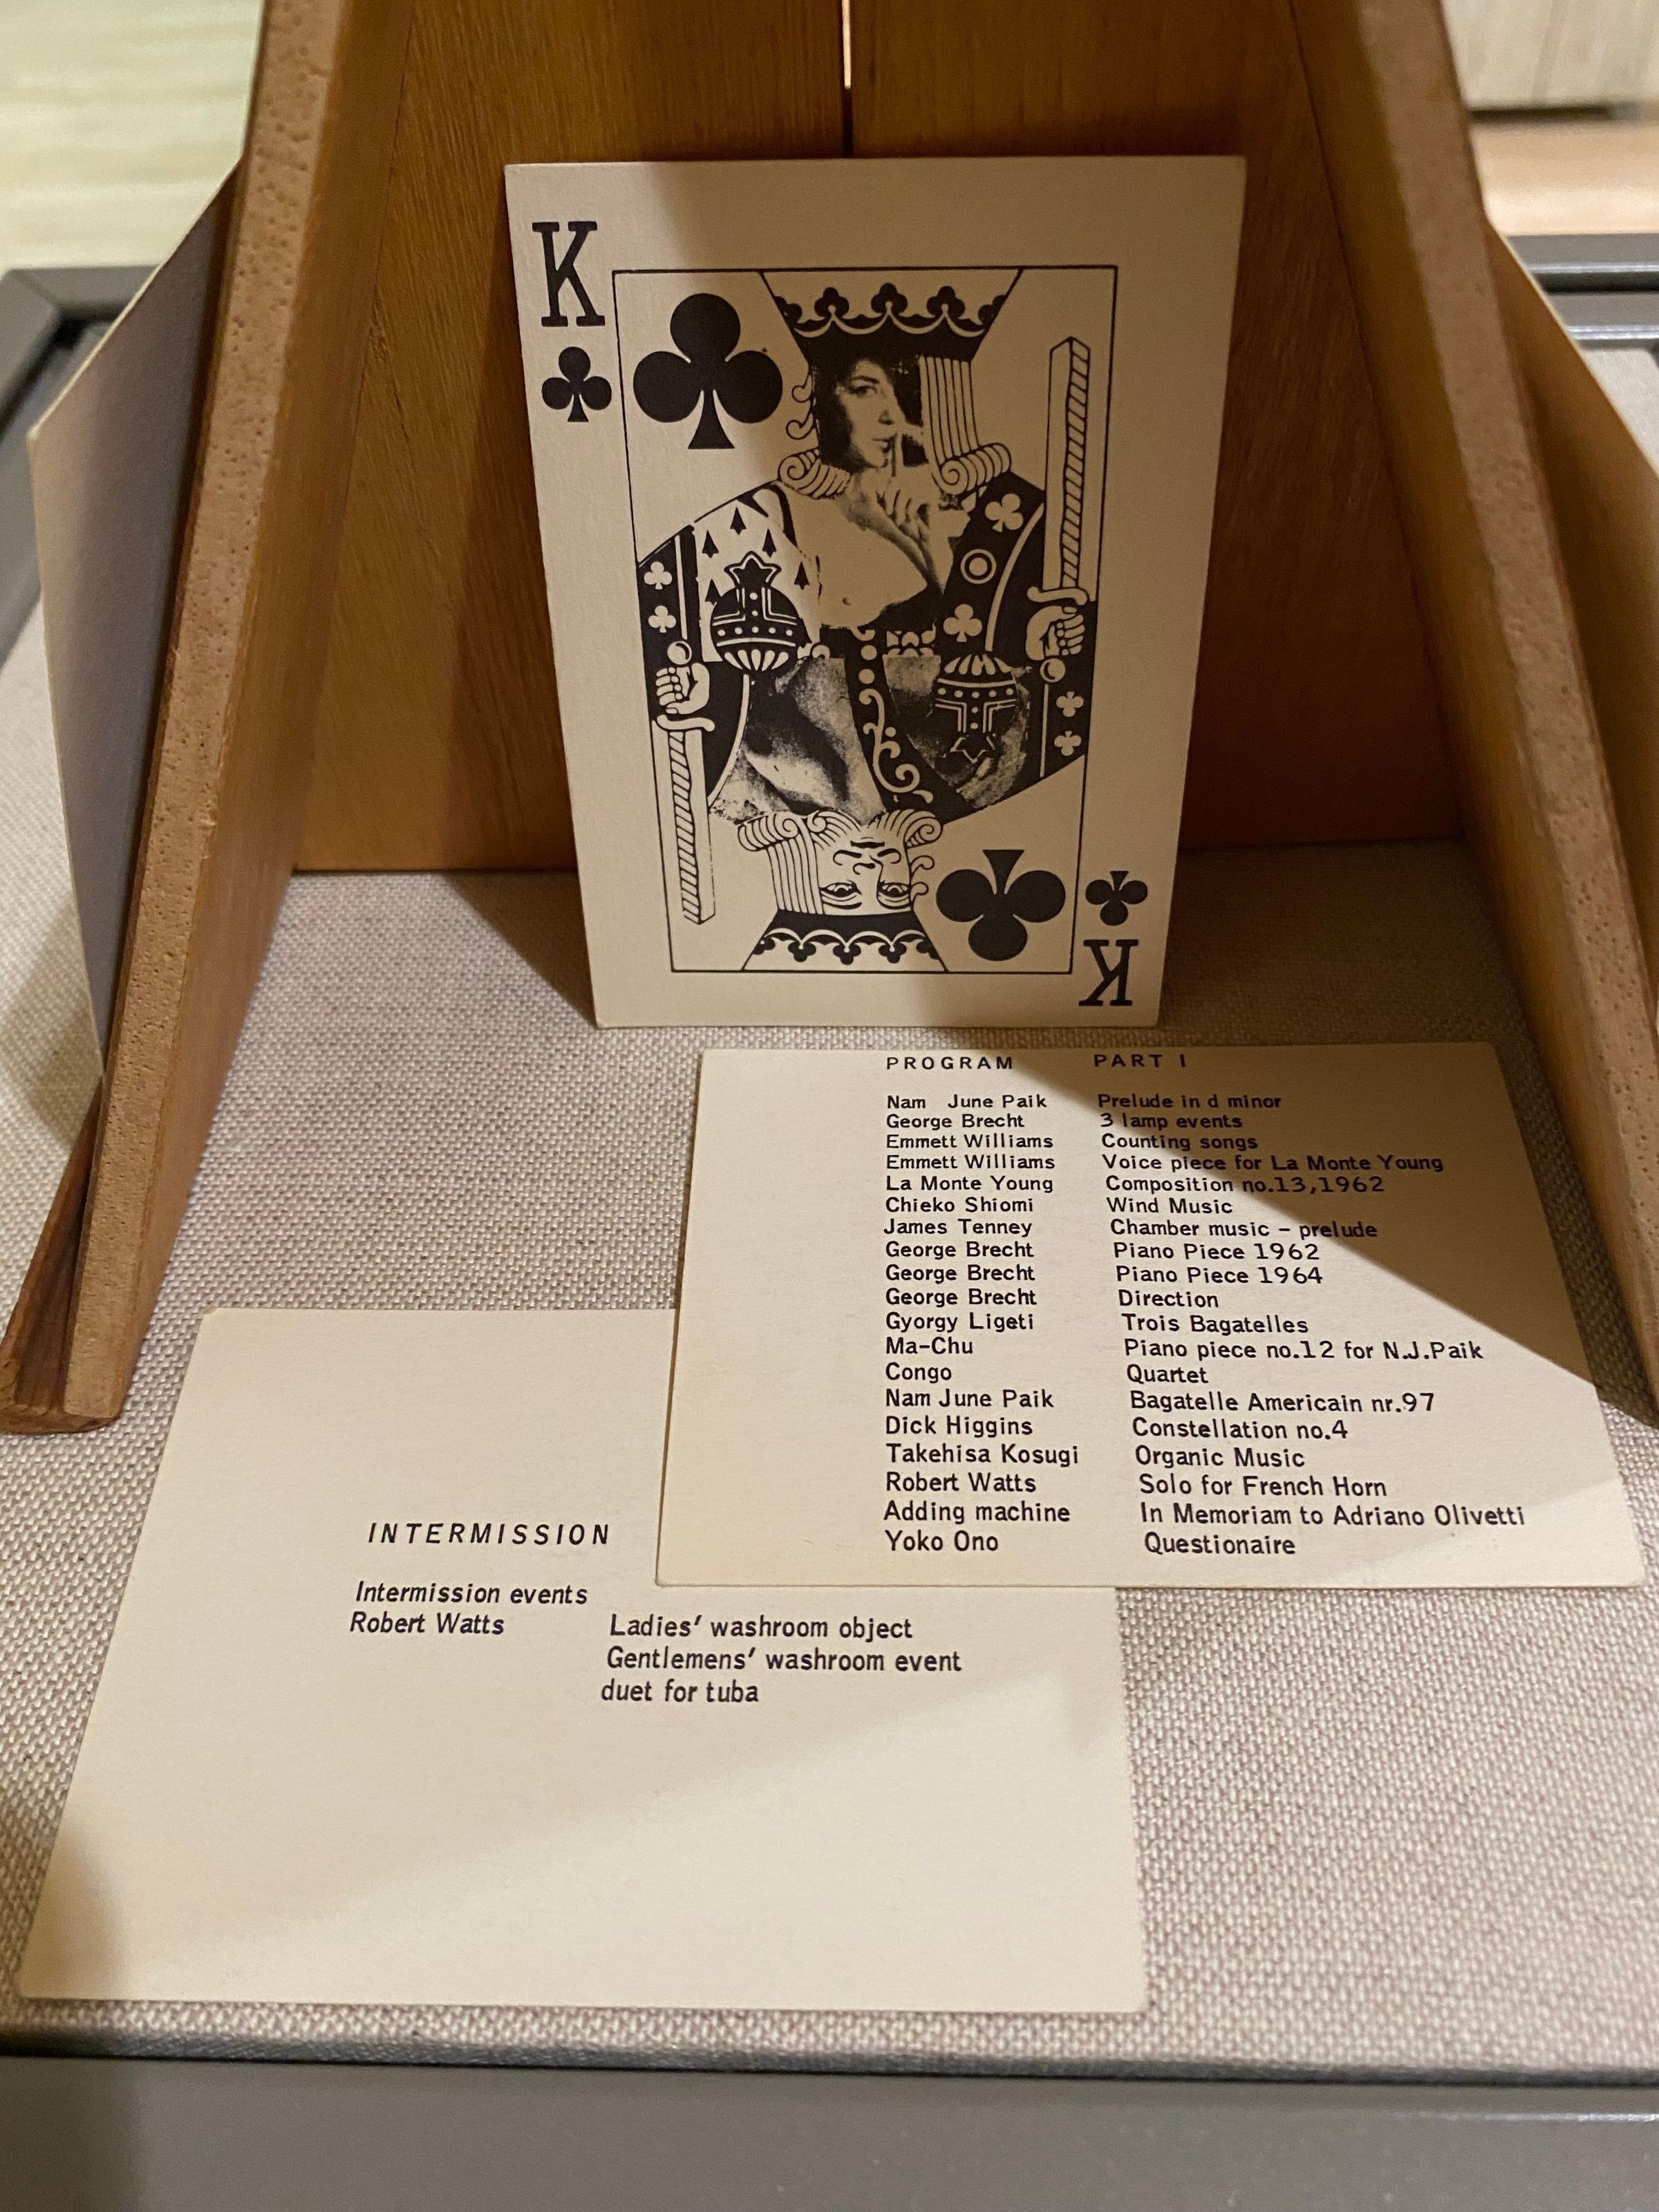 K
K
PROGRAM PART I
Nam June Paik Prelude in d minor
George Brecht 3 lamp events
Emmett Williams Counting songs
Emmett Williams Voice piece for La Monte Young
La Monte Young Composition no.13,1962
Chieko Shiomi Wind Music
James Tenney Chamber music – prelude
George Brecht Piano Piece 1962
George Brecht Piano Piece 1964
George Brecht Direction
Gyorgy Ligeti Trois Bagatelles
Ma-Chu Piano piece no.12 for N.J.Paik
Congo Quartet
Nam June Paik Bagatelle Americain nr.97
Dick Higgins Constellation no.4
Takehisa Kosugi Organic Music
Robert Watts Solo for French Horn
Adding machine In Memoriam to Adriano Olivetti
Yoko Ono Questionaire
INTERMISSION
Intermission events
Robert Watts Ladies' washroom object
Gentlemens' washroom event
duet for tuba